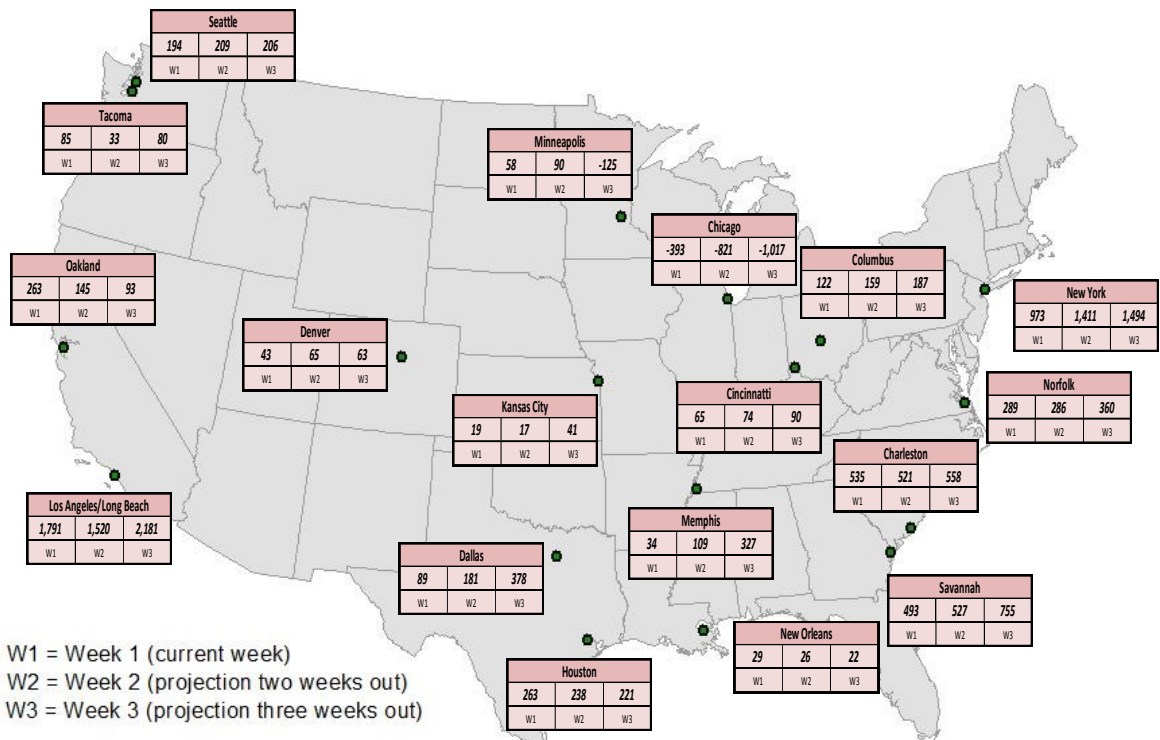 Seattle
194 209 206
W1 W2 W3
Tacoma
85 33 80
W1 W2 W3
Minneapolis
58 90 -125
W1 W2 W3
Chicago
-393 -821 -1,017
W1 W2 W3
Columbus
122 159 187
W1 W2 W3
Oakland
263 145 93
W1 W2 W3
New York
973 1,411 1,494
W1 W2 W3
Denver
43 65 63
W1 W2 W3
Norfolk
289 286 360
W1 W2 W3
Cincinnatti
65 74 90
W1 W2 W3
Kansas City
19 17 41
W1 W2 W3
Charleston
535 521 558
W1 W2 W3
Los Angeles/Long Beach
1,791 1,520 2,181
W1 W2 W3
Memphis
34 109 327
W1 W2 W3
Dallas
89 181 378
W1 W2 W3
Savannah
493 527 755
W1 W2 W3
New Orleans
29 26 22
W1 W2 W3
Houston
263 238 221
W1 W2 W3
W1 = Week 1 (current week)
W2 = Week 2 (projection two weeks out)
W3 = Week 3 (projection three weeks out)